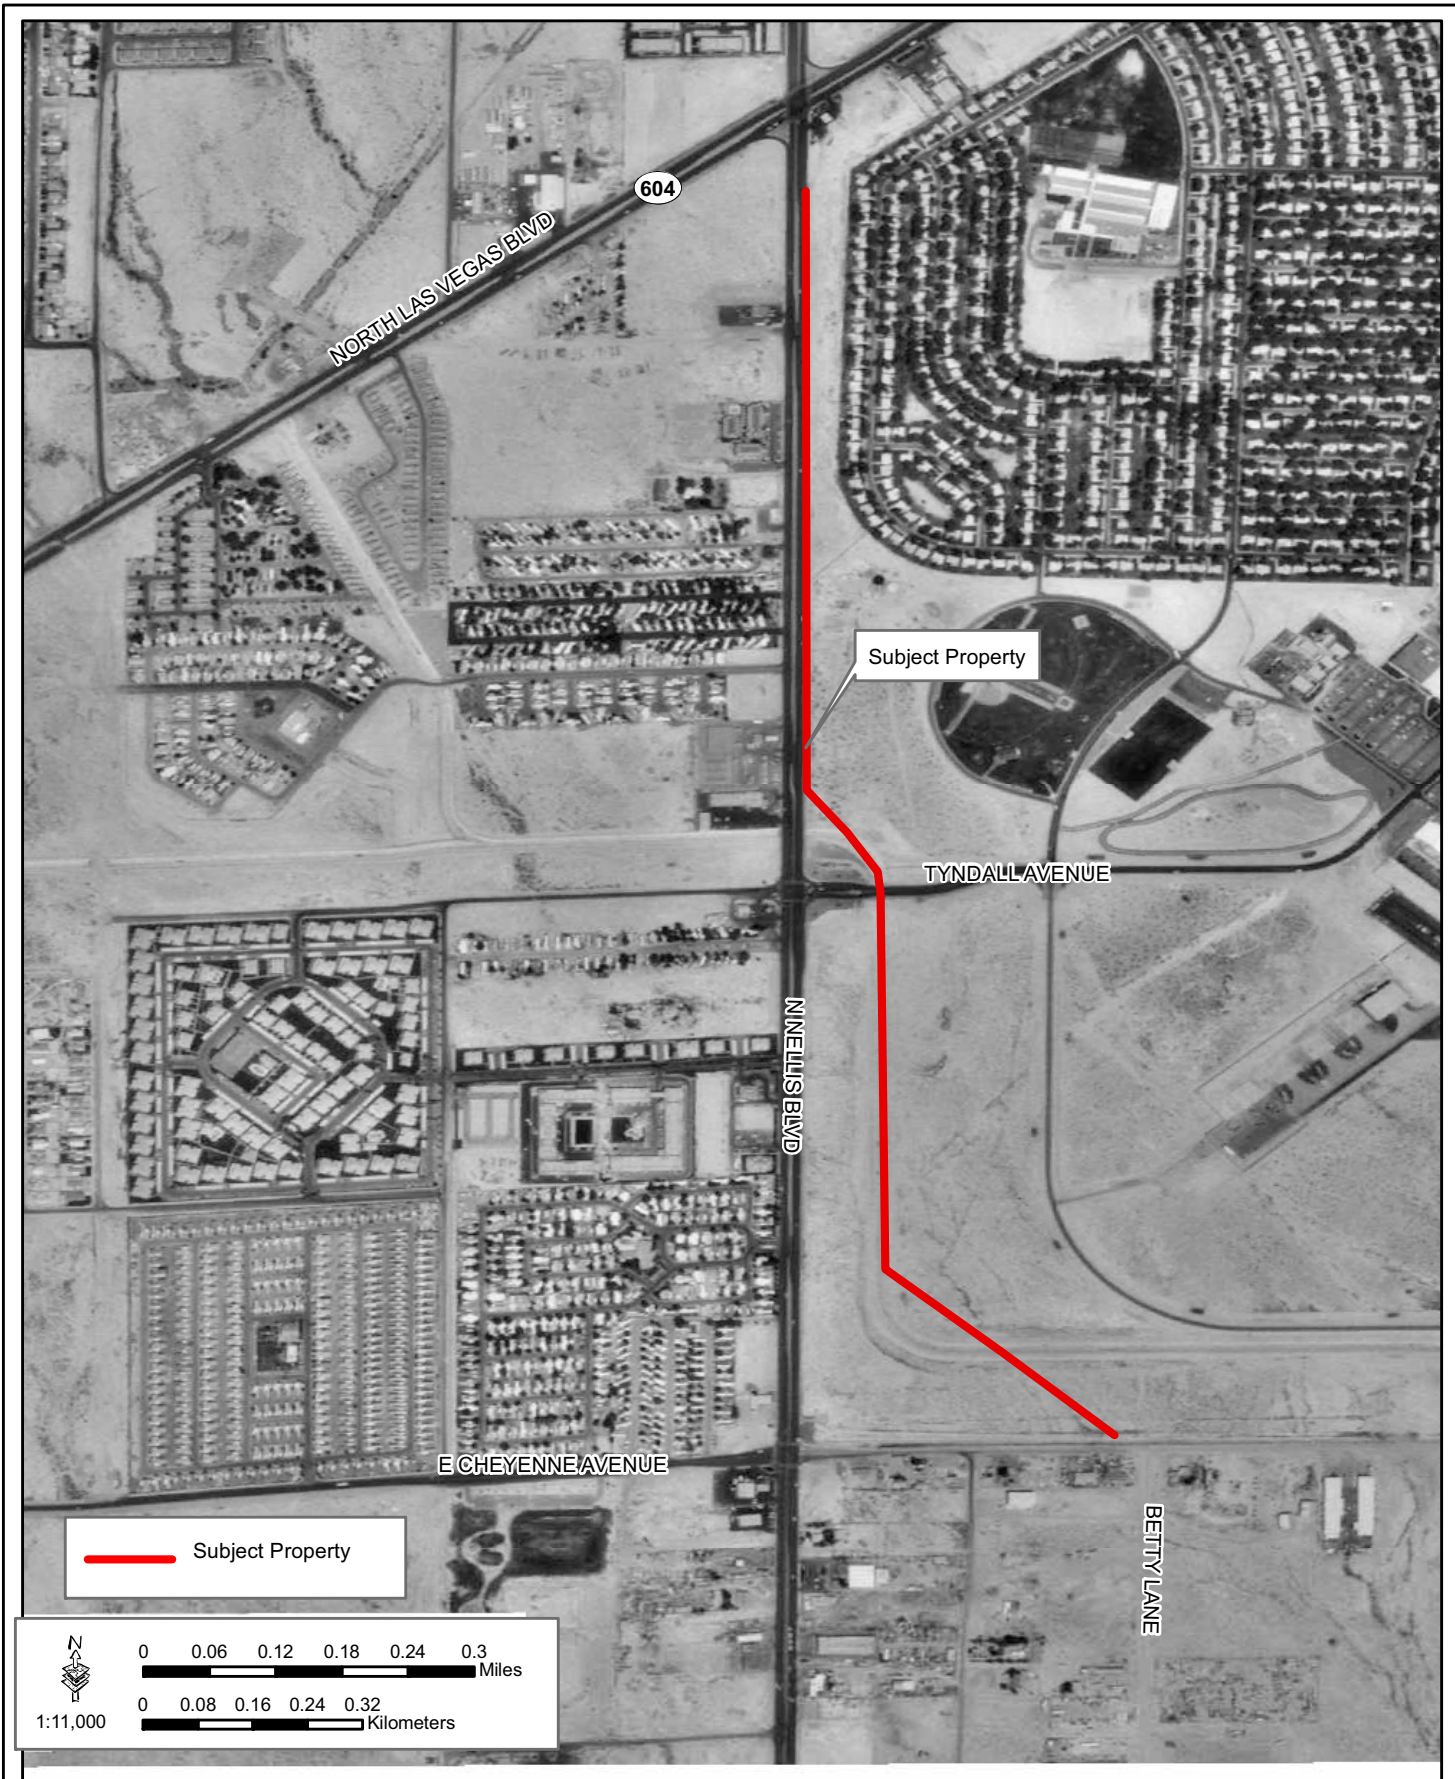 604
NORTH LAS VEGAS BLVD
Subject Property
TYNDALL AVENUE
N NELLIS BLVD
E CHEYENNE AVENUE
BETTY LANE
Subject Property
N
0 0.06 0.12 0.18 0.24 0.3
Miles
0 0.08 0.16 0.24 0.32
Kilometers
1:11,000